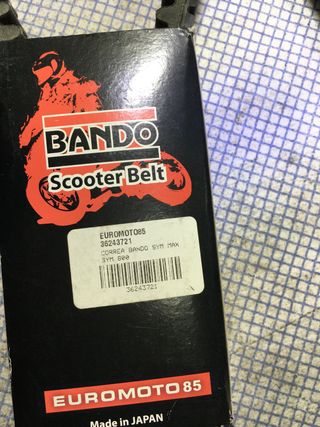 BANDO
Scooter Belt
EUROMOTO85
36243721
CORREA BANDO SYM MAX
SYM 600
36243721
EUROMOTO85
Made in JAPAN